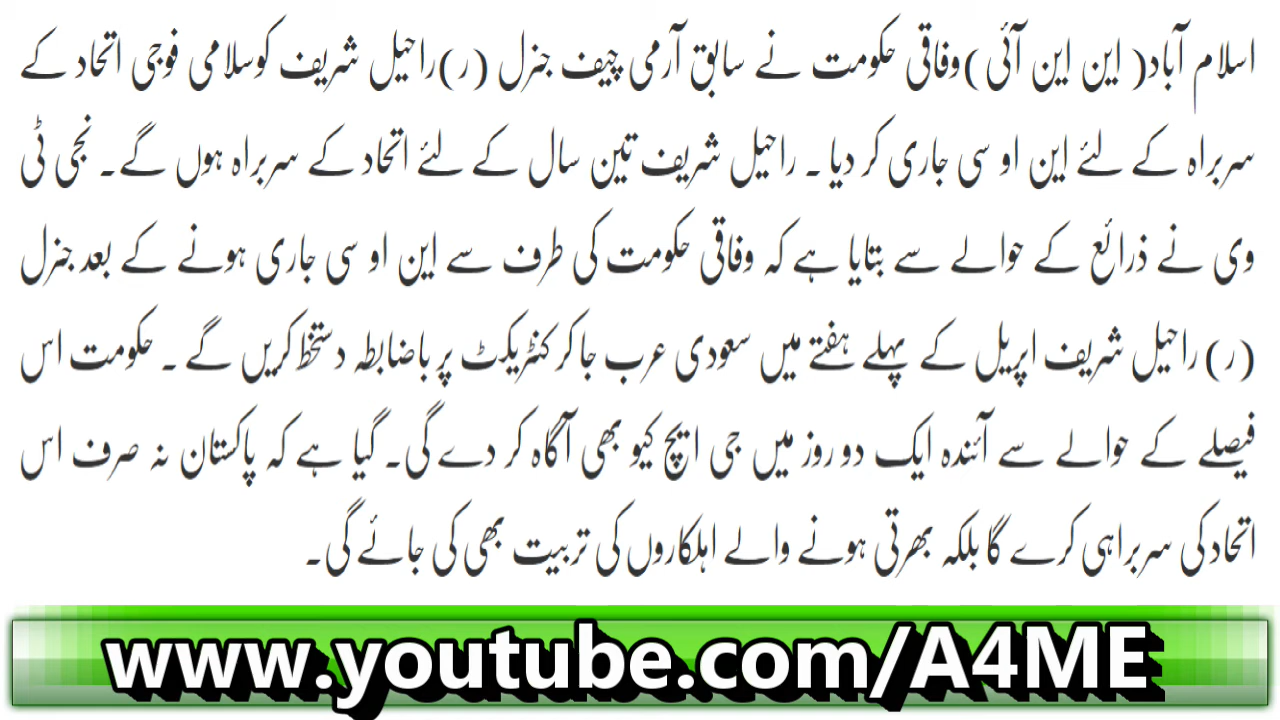 اسلام آباد( این این آئی)وفاقی حکومت نے سابق آرمی چیف جنرل (ر)راحیل شریف کوسلامی فوجی اتحاد کے
سربراہ کے لئے این او سی جاری کر دیا ۔ راحیل شریف تین سال کے لئے اتحاد کے سربراہ ہوں گے۔ نجی ٹی
وی نے ذرائع کے حوالے سے بتایا ہے کہ وفاقی حکومت کی طرف سے این او سی جاری ہونے کے بعد جنرل
(ر) راحیل شریف اپریل کے پہلے ہفتے میں سعودی عرب جا کر کنٹریکٹ پر باضابطہ دستخط کریں گے ۔ حکومت اس
فیصلے کے حوالے سے آئندہ ایک دو روز میں جی ایچ کیو بھی آگاہ کر دے گی۔ گیا ہے کہ پاکستان نہ صرف اس
اتحاد کی سربراہی کرے گا بلکہ بھرتی ہونے والے اہلکاروں کی تربیت بھی کی جائے گی۔
www.youtube.com/A4ME